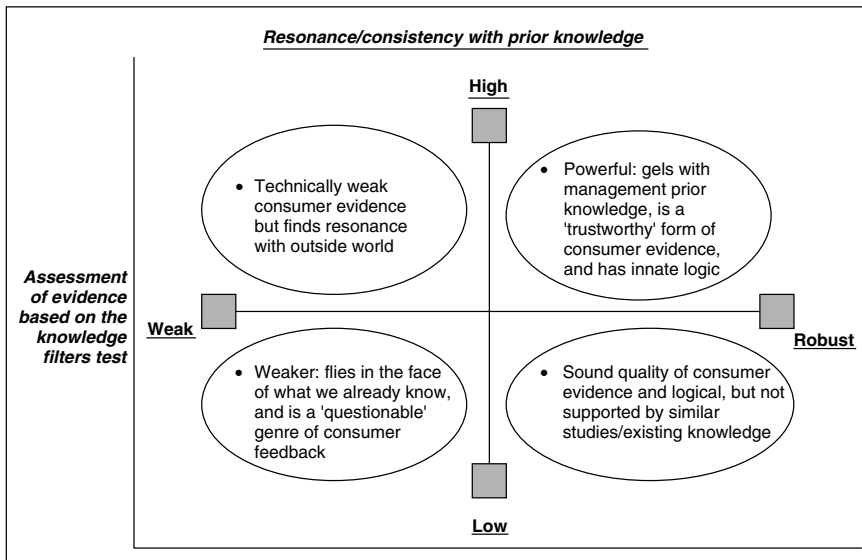 Resonance/consistency with prior knowledge
High
• Technically weak
consumer evidence
but finds resonance
with outside world
• Powerful: gels with
management prior
knowledge, is a
'trustworthy' form of
consumer evidence,
and has innate logic
Assessment
of evidence
based on the
knowledge
filters test
Weak
Robust
• Weaker: flies in the face
of what we already know,
and is a 'questionable'
genre of consumer
feedback
• Sound quality of consumer
evidence and logical, but not
supported by similar
studies/existing knowledge
Low